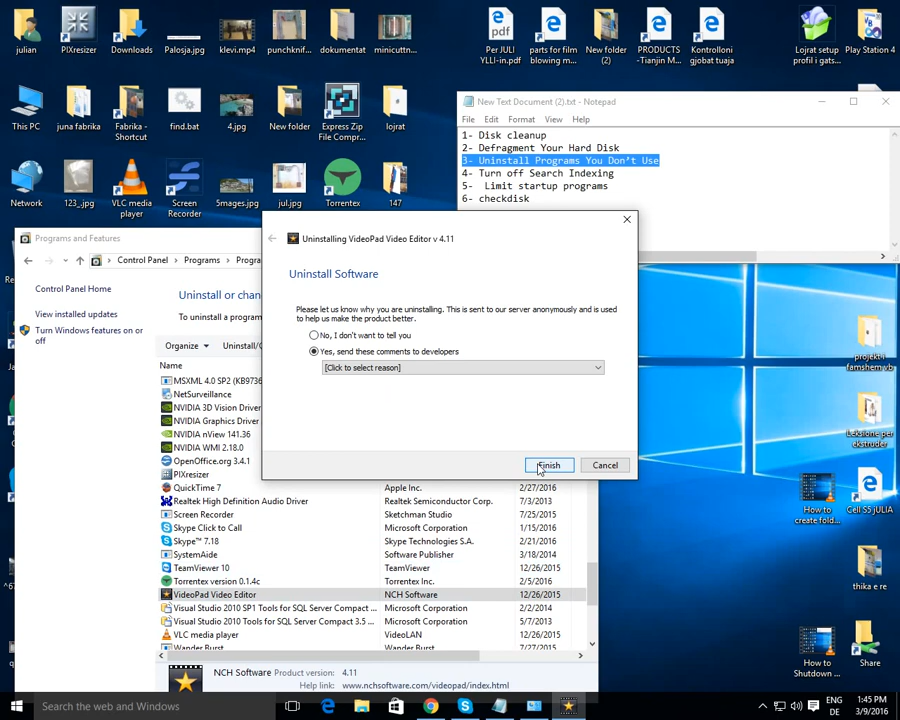 julian
PIXresizer
Downloads
Palosja.jpg
klevi.mp4
punchknif...
dokumentat
minicuttn...
Per JULI
YLLI-in.pdf
parts for film
blowing m...
New folder
(2)
PRODUCTS
-Tianjin M...
Kontrolloni
gjobat tuaja
Lojrat setup
profil i gats...
Play Station 4
This PC
juna fabrika
Fabrika -
Shortcut
find.bat
4.jpg
New folder
Express Zip
File Compr...
lojrat
Network
123_.jpg
VLC media
player
Screen
Recorder
5mages.jpg
jul.jpg
Torrentex
147
New Text Document (2).txt - Notepad
File Edit Format View Help
1- Disk cleanup
2- Defragment Your Hard Disk
3- Uninstall Programs You Don't Use
4- Turn off Search Indexing
5-  Limit startup programs
6- checkdisk
Programs and Features
Control Panel > Programs >
Control Panel Home
View installed updates
Turn Windows features on or
off
Uninstall or chan
To uninstall a program
Organize
Name
MSXML 4.0 SP2 (KB9736
NetSurveillance
NVIDIA 3D Vision Driver
NVIDIA Graphics Driver
NVIDIA nView 141.36
NVIDIA WMI 2.18.0
OpenOffice.org 3.4.1
PIXresizer
QuickTime 7 Apple Inc. 2/27/2016
Realtek High Definition Audio Driver Realtek Semiconductor Corp. 7/3/2013
Screen Recorder Sketchman Studio 7/25/2015
Skype Click to Call Microsoft Corporation 1/15/2016
Skype™ 7.18 Skype Technologies S.A. 2/21/2016
SystemAide Software Publisher 3/18/2014
TeamViewer 10 TeamViewer 12/26/2015
Torrentex version 0.1.4c Torrentex Inc. 2/5/2016
VideoPad Video Editor NCH Software 12/26/2015
Visual Studio 2010 SP1 Tools for SQL Server Compact ... Microsoft Corporation 2/2/2014
Visual Studio 2010 Tools for SQL Server Compact 3.5 ... Microsoft Corporation 5/7/2013
VLC media player VideoLAN 12/26/2015
Wander Burst
NCH Software Product version: 4.11
Help link: www.nchsoftware.com/videopad/index.html
Uninstalling VideoPad Video Editor v 4.11
Uninstall Software
Please let us know why you are uninstalling. This is sent to our server anonymously and is used
to help us make the product better.
No, I don't want to tell you
Yes, send these comments to developers
[Click to select reason]
Finish Cancel
projekt i
famshem vb
Leksione per
ekstruder
How to
create fold...
Cell S5 jULIA
thika e re
How to
Shutdown ...
Share
Search the web and Windows
ENG
DE
1:45 PM
3/9/2016